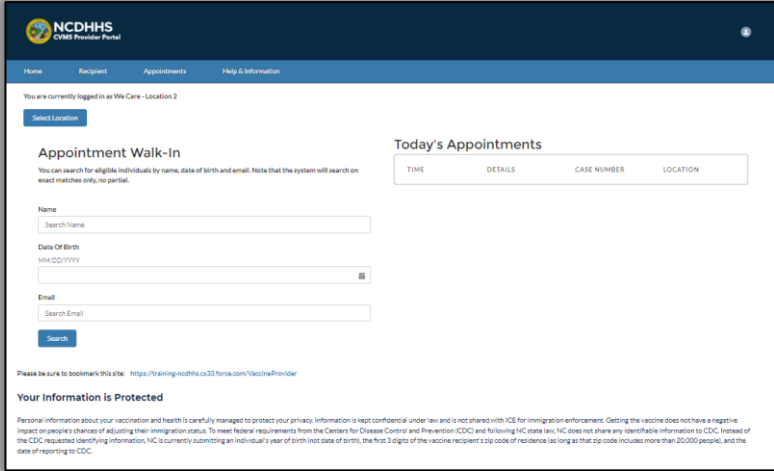 NCDHHS
CVMS Provider Portal
Home Recipient Appointments Help & Information
You are currently logged in as We Care - Location 2
Select Location
Appointment Walk-In
You can search for eligible individuals by name, date of birth and email. Note that the system will search on
exact matches only, no partial.
Name
Search Name
Date Of Birth
MM/DD/YYYY
Email
Search Email
Search
Today's Appointments
TIME DETAILS CASE NUMBER LOCATION
Please be sure to bookmark this site: https://training-ncdhhs.cs33.force.com/VaccineProvider
Your Information is Protected
Personal information about your vaccination and health is carefully managed to protect your privacy. Information is kept confidential under law and is not shared with ICE for immigration enforcement. Getting the vaccine does not have a negative
impact on people's chances of adjusting their immigration status. To meet federal requirements from the Centers for Disease Control and Prevention (CDC) and following NC state law, NC does not share any identifiable information to CDC. Instead of
the CDC requested identifying information, NC is currently submitting an individual's year of birth (not date of birth), the first 3 digits of the vaccine recipient's zip code of residence (as long as that zip code includes more than 20,000 people), and the
date of reporting to CDC.